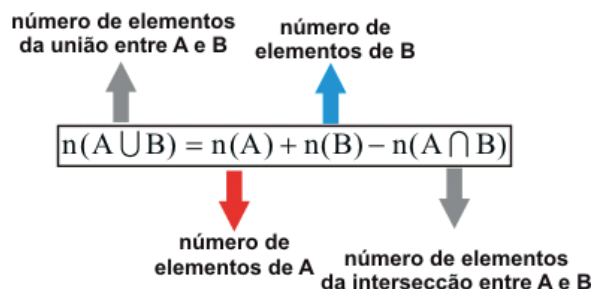 número de elementos
da união entre A e B
número de
elementos de B
n(A ⋃ B) = n(A) + n(B) − n(A ⋂ B)
número de
elementos de A
número de elementos
da intersecção entre A e B